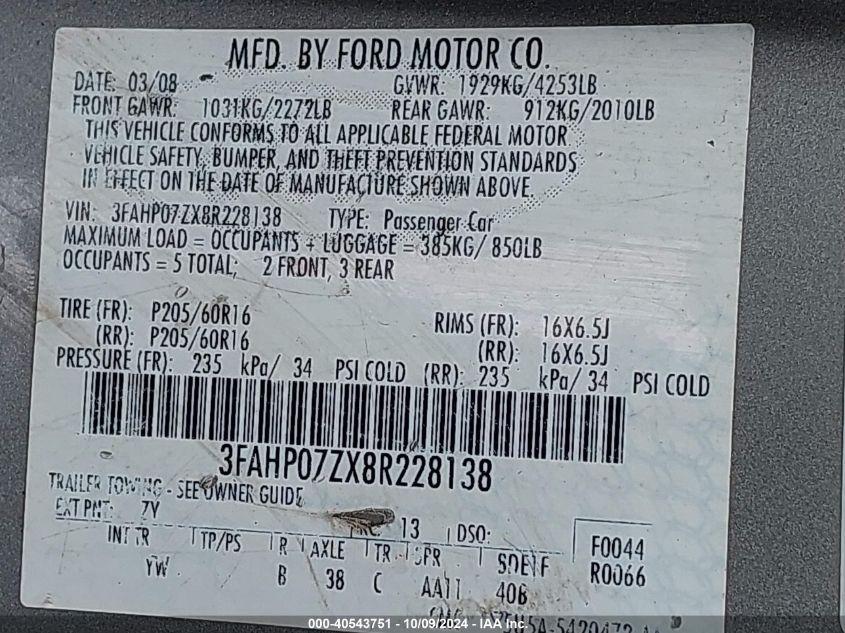 MFD. BY FORD MOTOR CO.
DATE: 03/08 GVWR: 1929KG/4253LB
FRONT GAWR: 1031KG/2272LB REAR GAWR: 912KG/2010LB
THIS VEHICLE CONFORMS TO ALL APPLICABLE FEDERAL MOTOR
VEHICLE SAFETY, BUMPER, AND THEFT PREVENTION STANDARDS
IN EFFECT ON THE DATE OF MANUFACTURE SHOWN ABOVE.
VIN: 3FAHP07ZX8R228138 TYPE: Passenger Car
MAXIMUM LOAD = OCCUPANTS + LUGGAGE = 385KG/ 850LB
OCCUPANTS = 5 TOTAL; 2 FRONT, 3 REAR
TIRE (FR): P205/60R16 RIMS (FR): 16X6.5J
(RR): P205/60R16 (RR): 16X6.5J
PRESSURE (FR): 235 kPa/ 34 PSI COLD (RR): 235 kPa/ 34 PSI COLD
3FAHP07ZX8R228138
TRAILER TOWING - SEE OWNER GUIDE
EXT PNT: ZY RC: 13 DSO: F0044
INT TR TP/PS R AXLE TR SPR R0066
YW B 38 C AA11 40B
000-40543751 - 10/09/2024 - IAA Inc.